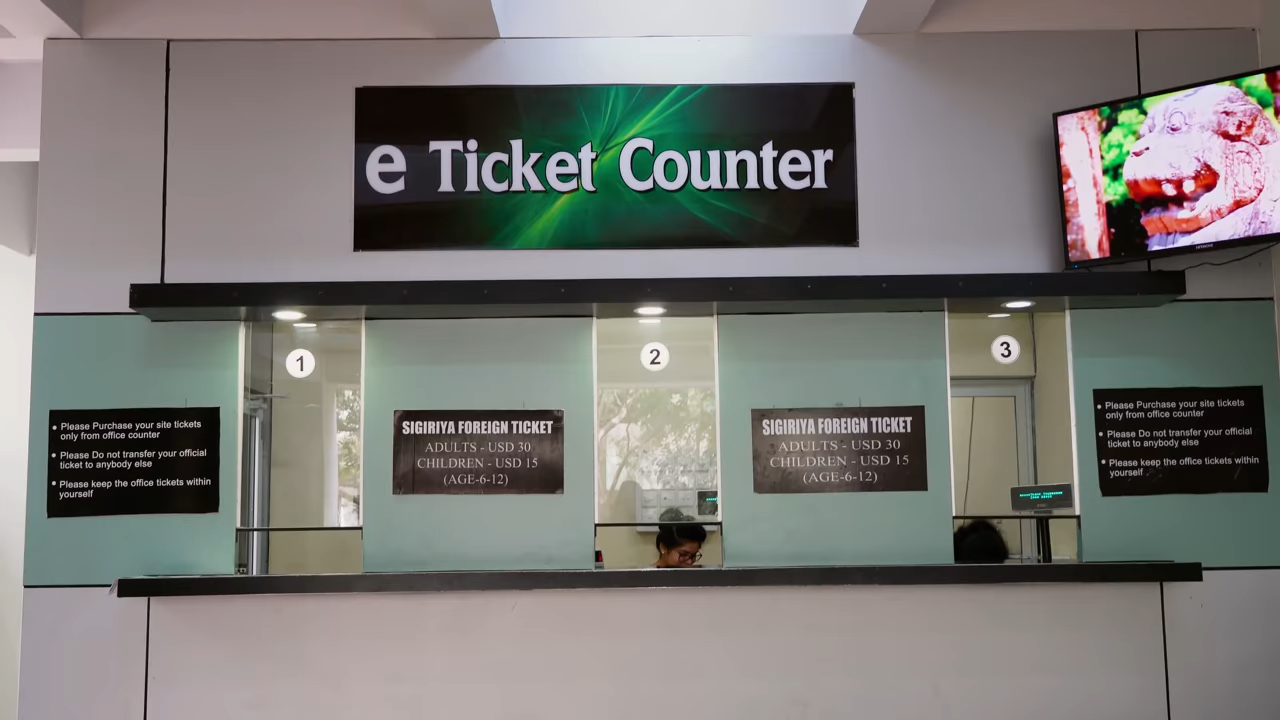 e Ticket Counter
1
2
3
• Please Purchase your site tickets
only from office counter
• Please Do not transfer your official
ticket to anybody else
• Please keep the office tickets within
yourself
SIGIRIYA FOREIGN TICKET
ADULTS - USD 30
CHILDREN - USD 15
(AGE-6-12)
SIGIRIYA FOREIGN TICKET
ADULTS - USD 30
CHILDREN - USD 15
(AGE-6-12)
• Please Purchase your site tickets
only from office counter
• Please Do not transfer your official
ticket to anybody else
• Please keep the office tickets within
yourself
HITACHI